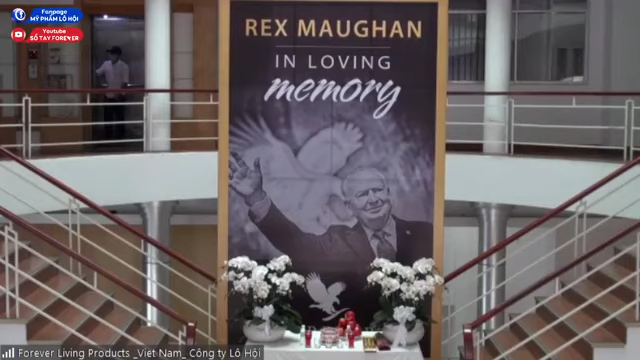 Fanpage
MỸ PHẨM LÔ HỘI
Youtube
SỔ TAY FOREVER
REX MAUGHAN
IN LOVING
memory
Forever Living Products _Viet Nam_ Công ty Lô Hội